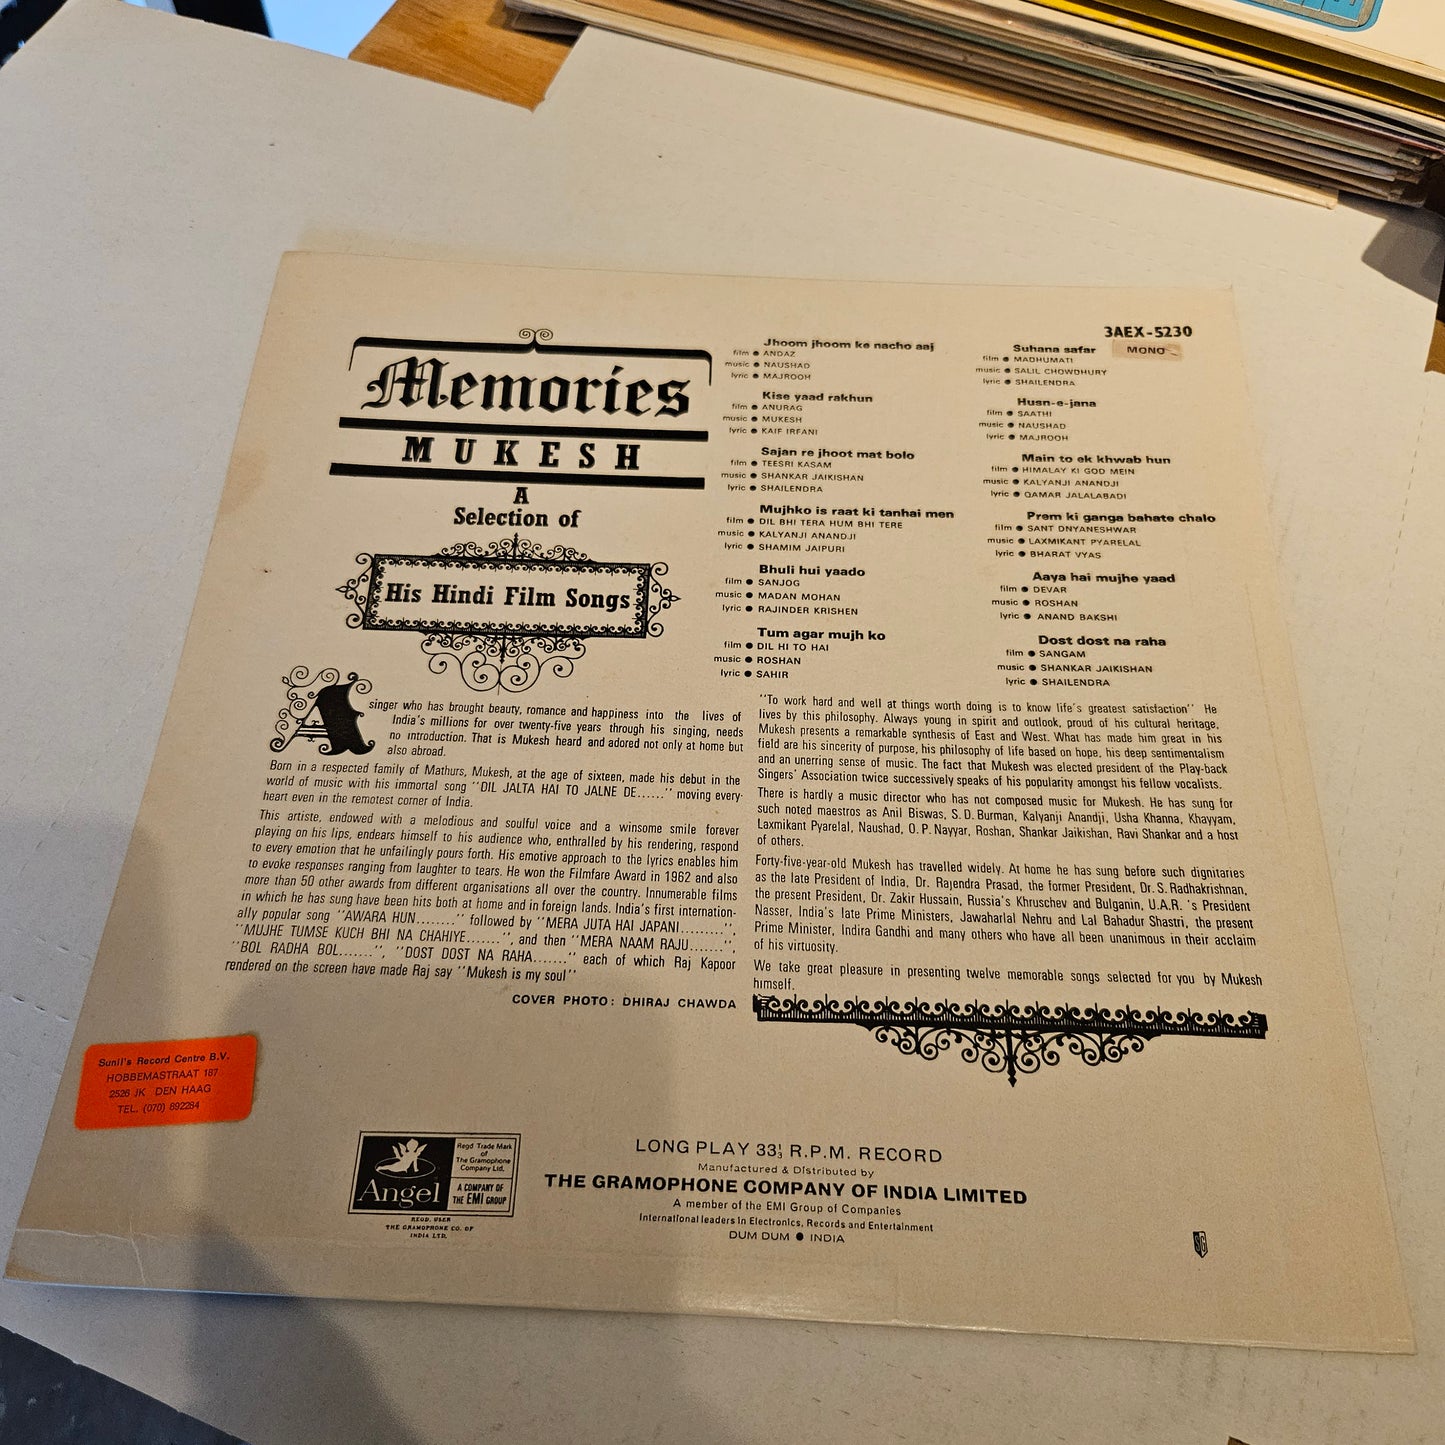 3AEX-5230
MONO
Memories
MUKESH
A
Selection of
His Hindi Film Songs
Jhoom jhoom ke nacho aaj
film ● ANDAZ
music ● NAUSHAD
lyric ● MAJROOH
Kise yaad rakhun
film ● ANURAG
music ● MUKESH
lyric ● KAIF IRFANI
Sajan re jhoot mat bolo
film ● TEESRI KASAM
music ● SHANKAR JAIKISHAN
lyric ● SHAILENDRA
Mujhko is raat ki tanhai men
film ● DIL BHI TERA HUM BHI TERE
music ● KALYANJI ANANDJI
lyric ● SHAMIM JAIPURI
Bhuli hui yaado
film ● SANJOG
music ● MADAN MOHAN
lyric ● RAJINDER KRISHEN
Tum agar mujh ko
film ● DIL HI TO HAI
music ● ROSHAN
lyric ● SAHIR
Suhana safar
film ● MADHUMATI
music ● SALIL CHOWDHURY
lyric ● SHAILENDRA
Husn-e-jana
film ● SAATHI
music ● NAUSHAD
lyric ● MAJROOH
Main to ek khwab hun
film ● HIMALAY KI GOD MEIN
music ● KALYANJI ANANDJI
lyric ● QAMAR JALALABADI
Prem ki ganga bahate chalo
film ● SANT DNYANESHWAR
music ● LAXMIKANT PYARELAL
lyric ● BHARAT VYAS
Aaya hai mujhe yaad
film ● DEVAR
music ● ROSHAN
lyric ● ANAND BAKSHI
Dost dost na raha
film ● SANGAM
music ● SHANKAR JAIKISHAN
lyric ● SHAILENDRA
A singer who has brought beauty, romance and happiness into the lives of
India's millions for over twenty-five years through his singing, needs
no introduction. That is Mukesh heard and adored not only at home but
also abroad.
Born in a respected family of Mathurs, Mukesh, at the age of sixteen, made his debut in the
world of music with his immortal song "DIL JALTA HAI TO JALNE DE......" moving every-
heart even in the remotest corner of India.
This artiste, endowed with a melodious and soulful voice and a winsome smile forever
playing on his lips, endears himself to his audience who, enthralled by his rendering, respond
to every emotion that he unfailingly pours forth. His emotive approach to the lyrics enables him
to evoke responses ranging from laughter to tears. He won the Filmfare Award in 1962 and also
more than 50 other awards from different organisations all over the country. Innumerable films
in which he has sung have been hits both at home and in foreign lands. India's first internation-
ally popular song "AWARA HUN........" followed by "MERA JUTA HAI JAPANI.........",
"MUJHE TUMSE KUCH BHI NA CHAHIYE.......", and then "MERA NAAM RAJU.......",
"BOL RADHA BOL.......", "DOST DOST NA RAHA......." each of which Raj Kapoor
rendered on the screen have made Raj say "Mukesh is my soul"
COVER PHOTO: DHIRAJ CHAWDA
"To work hard and well at things worth doing is to know life's greatest satisfaction" He
lives by this philosophy. Always young in spirit and outlook, proud of his cultural heritage,
Mukesh presents a remarkable synthesis of East and West. What has made him great in his
field are his sincerity of purpose, his philosophy of life based on hope, his deep sentimentalism
and an unerring sense of music. The fact that Mukesh was elected president of the Play-back
Singers' Association twice successively speaks of his popularity amongst his fellow vocalists.
There is hardly a music director who has not composed music for Mukesh. He has sung for
such noted maestros as Anil Biswas, S. D. Burman, Kalyanji Anandji, Usha Khanna, Khayyam,
Laxmikant Pyarelal, Naushad, O. P. Nayyar, Roshan, Shankar Jaikishan, Ravi Shankar and a host
of others.
Forty-five-year-old Mukesh has travelled widely. At home he has sung before such dignitaries
as the late President of India, Dr. Rajendra Prasad, the former President, Dr. S. Radhakrishnan,
the present President, Dr. Zakir Hussain, Russia's Khruschev and Bulganin, U.A.R. 's President
Nasser, India's late Prime Ministers, Jawaharlal Nehru and Lal Bahadur Shastri, the present
Prime Minister, Indira Gandhi and many others who have all been unanimous in their acclaim
of his virtuosity.
We take great pleasure in presenting twelve memorable songs selected for you by Mukesh
himself.
Sunil's Record Centre B.V.
HOBBEMASTRAAT 187
2526 JK DEN HAAG
TEL. (070) 892284
Angel
Regd Trade Mark
of
The Gramophone
Company Ltd.
A COMPANY OF
THE EMI GROUP
REGD. USER
THE GRAMOPHONE CO. OF
INDIA LTD.
LONG PLAY 33⅓ R.P.M. RECORD
Manufactured & Distributed by
THE GRAMOPHONE COMPANY OF INDIA LIMITED
A member of the EMI Group of Companies
International leaders in Electronics, Records and Entertainment
DUM DUM ● INDIA